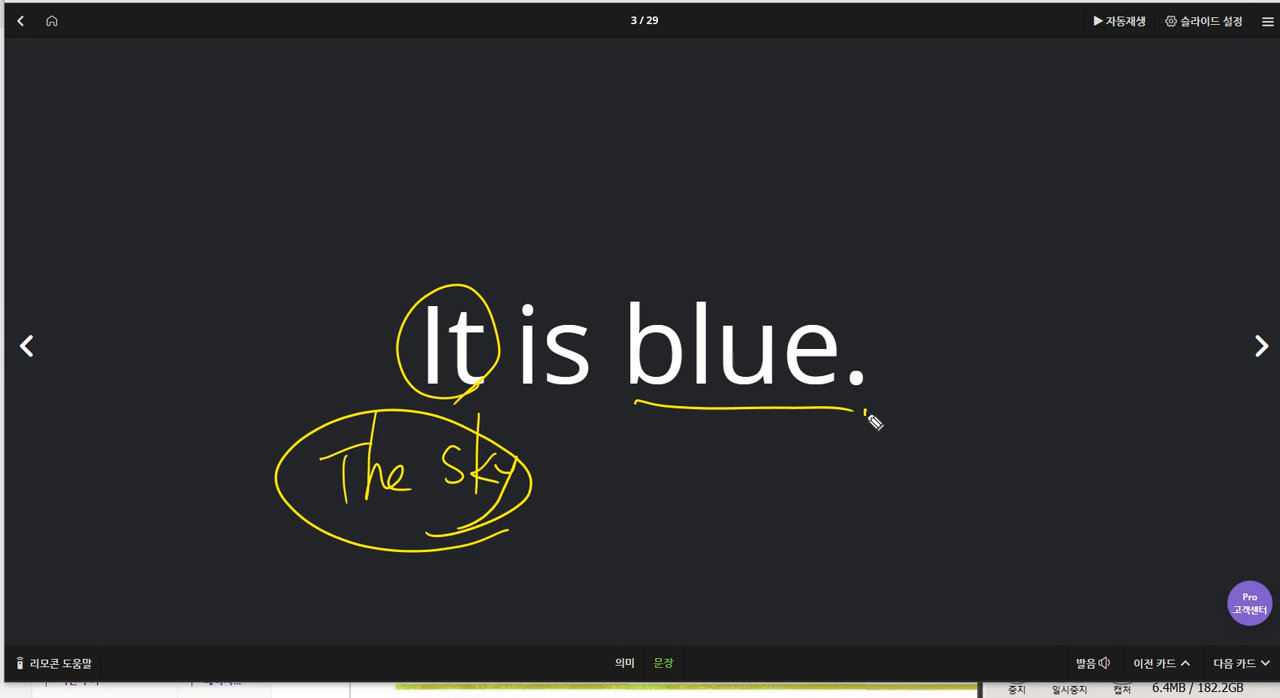 3 / 29
▶ 자동재생
슬라이드 설정
It is blue.
The sky
Pro
고객센터
리모콘 도움말
의미
문장
발음
이전 카드
다음 카드
중지
일시중지
캡처
6.4MB / 182.2GB